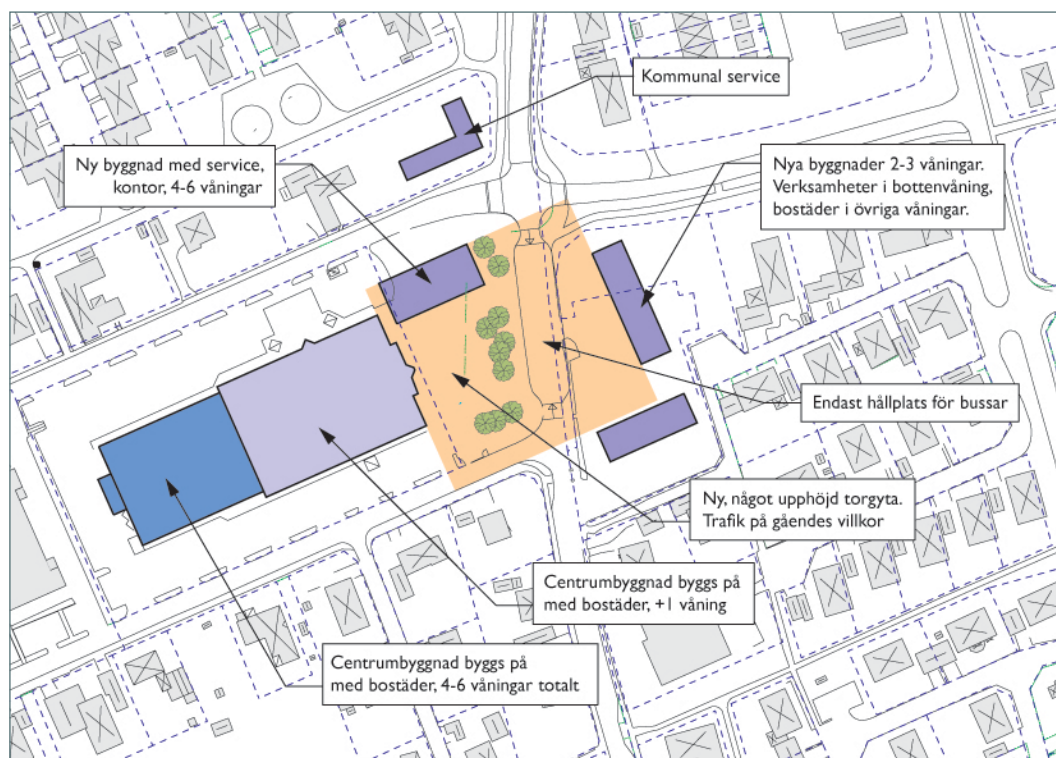 Kommunal service
Ny byggnad med service,
kontor, 4-6 våningar
Nya byggnader 2-3 våningar.
Verksamheter i bottenvåning,
bostäder i övriga våningar.
Endast hållplats för bussar
Ny, något upphöjd torgyta.
Trafik på gåendes villkor
Centrumbyggnad byggs på
med bostäder, +1 våning
Centrumbyggnad byggs på
med bostäder, 4-6 våningar totalt